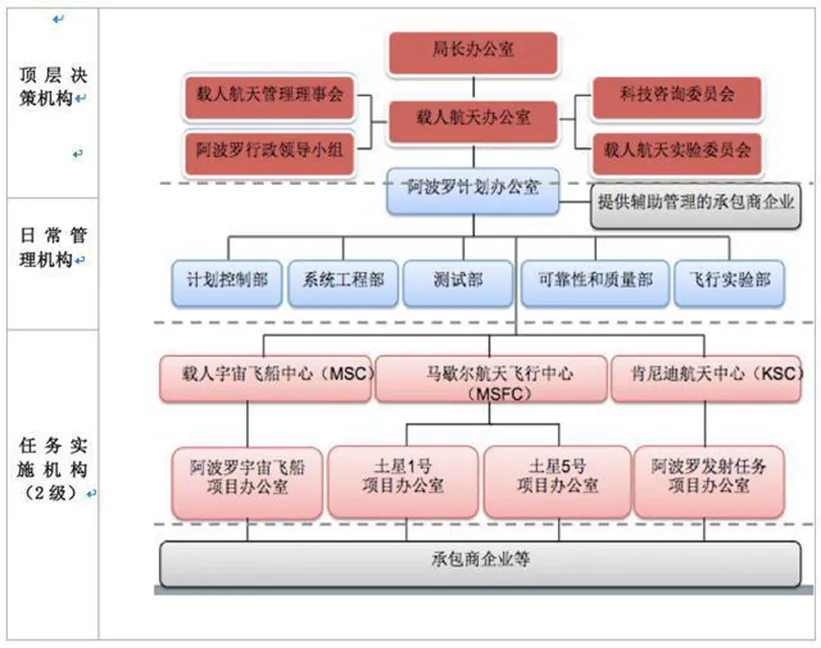 顶层决
策机构
局长办公室
载人航天管理理事会
载人航天办公室
科技咨询委员会
阿波罗行政领导小组
载人航天实验委员会
日常管
理机构
阿波罗计划办公室
提供辅助管理的承包商企业
计划控制部
系统工程部
测试部
可靠性和质量部
飞行实验部
任务实
施机构
（2级）
载人宇宙飞船中心（MSC）
马歇尔航天飞行中心
（MSFC）
肯尼迪航天中心（KSC）
阿波罗宇宙飞船
项目办公室
土星1号
项目办公室
土星5号
项目办公室
阿波罗发射任务
项目办公室
承包商企业等